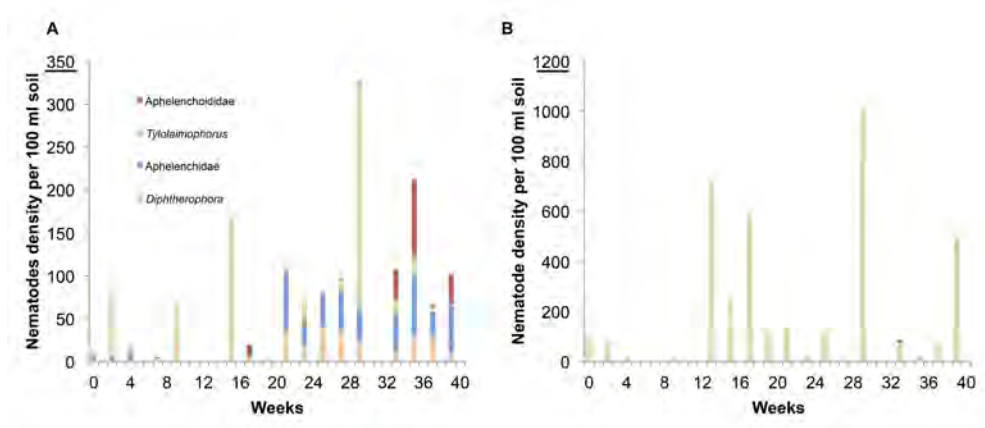 A
Nematodes density per 100 ml soil
350
300
250
200
150
100
50
0
Aphelenchoididae
Tylolaimophorus
Aphelenchidae
Diphtherophora
0 4 8 12 16 20 24 28 32 36 40
Weeks
B
Nematode density per 100 ml soil
1200
1000
800
600
400
200
0
0 4 6 8 12 16 20 24 28 32 36 40
Weeks